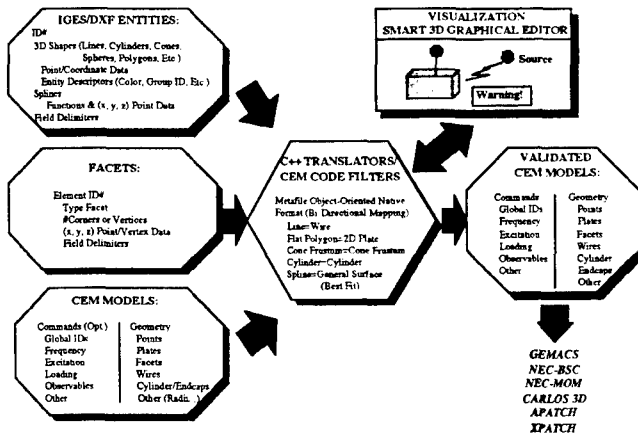 IGES/DXF ENTITIES:
ID#
3D Shapes (Lines, Cylinders, Cones,
Spheres, Polygons, Etc)
Point/Coordinate Data
Entity Descriptors (Color, Group ID, Etc)
Splines
Functions & (x, y, z) Point Data
Field Delimiters
FACETS:
Element ID#
Type Facet
#Corners or Vertices
(x, y, z) Point/Vertex Data
Field Delimiters
CEM MODELS:
Commands (Opt.)
Global IDs
Frequency
Excitation
Loading
Observables
Other
Geometry
Points
Plates
Facets
Wires
Cylinder/Endcaps
Other
C++ TRANSLATORS/
CEM CODE FILTERS
Metafile Object-Oriented Native
Format (Bi Directional Mapping)
Line=Wire
Flat Polygon=2D Plate
Cone Frustum=Cone Frustum
Cylinder=Cylinder
Spline=General Surface
(Best Fit)
VISUALIZATION
SMART 3D GRAPHICAL EDITOR
Source
Warning!
VALIDATED
CEM MODELS:
Commands
Global IDs
Frequency
Excitation
Loading
Observables
Other
Geometry
Points
Plates
Facets
Wires
Cylinder
Endcaps
Other
GEMACS
NEC-BSC
NEC-MOM
CARLOS 3D
APATCH
XPATCH